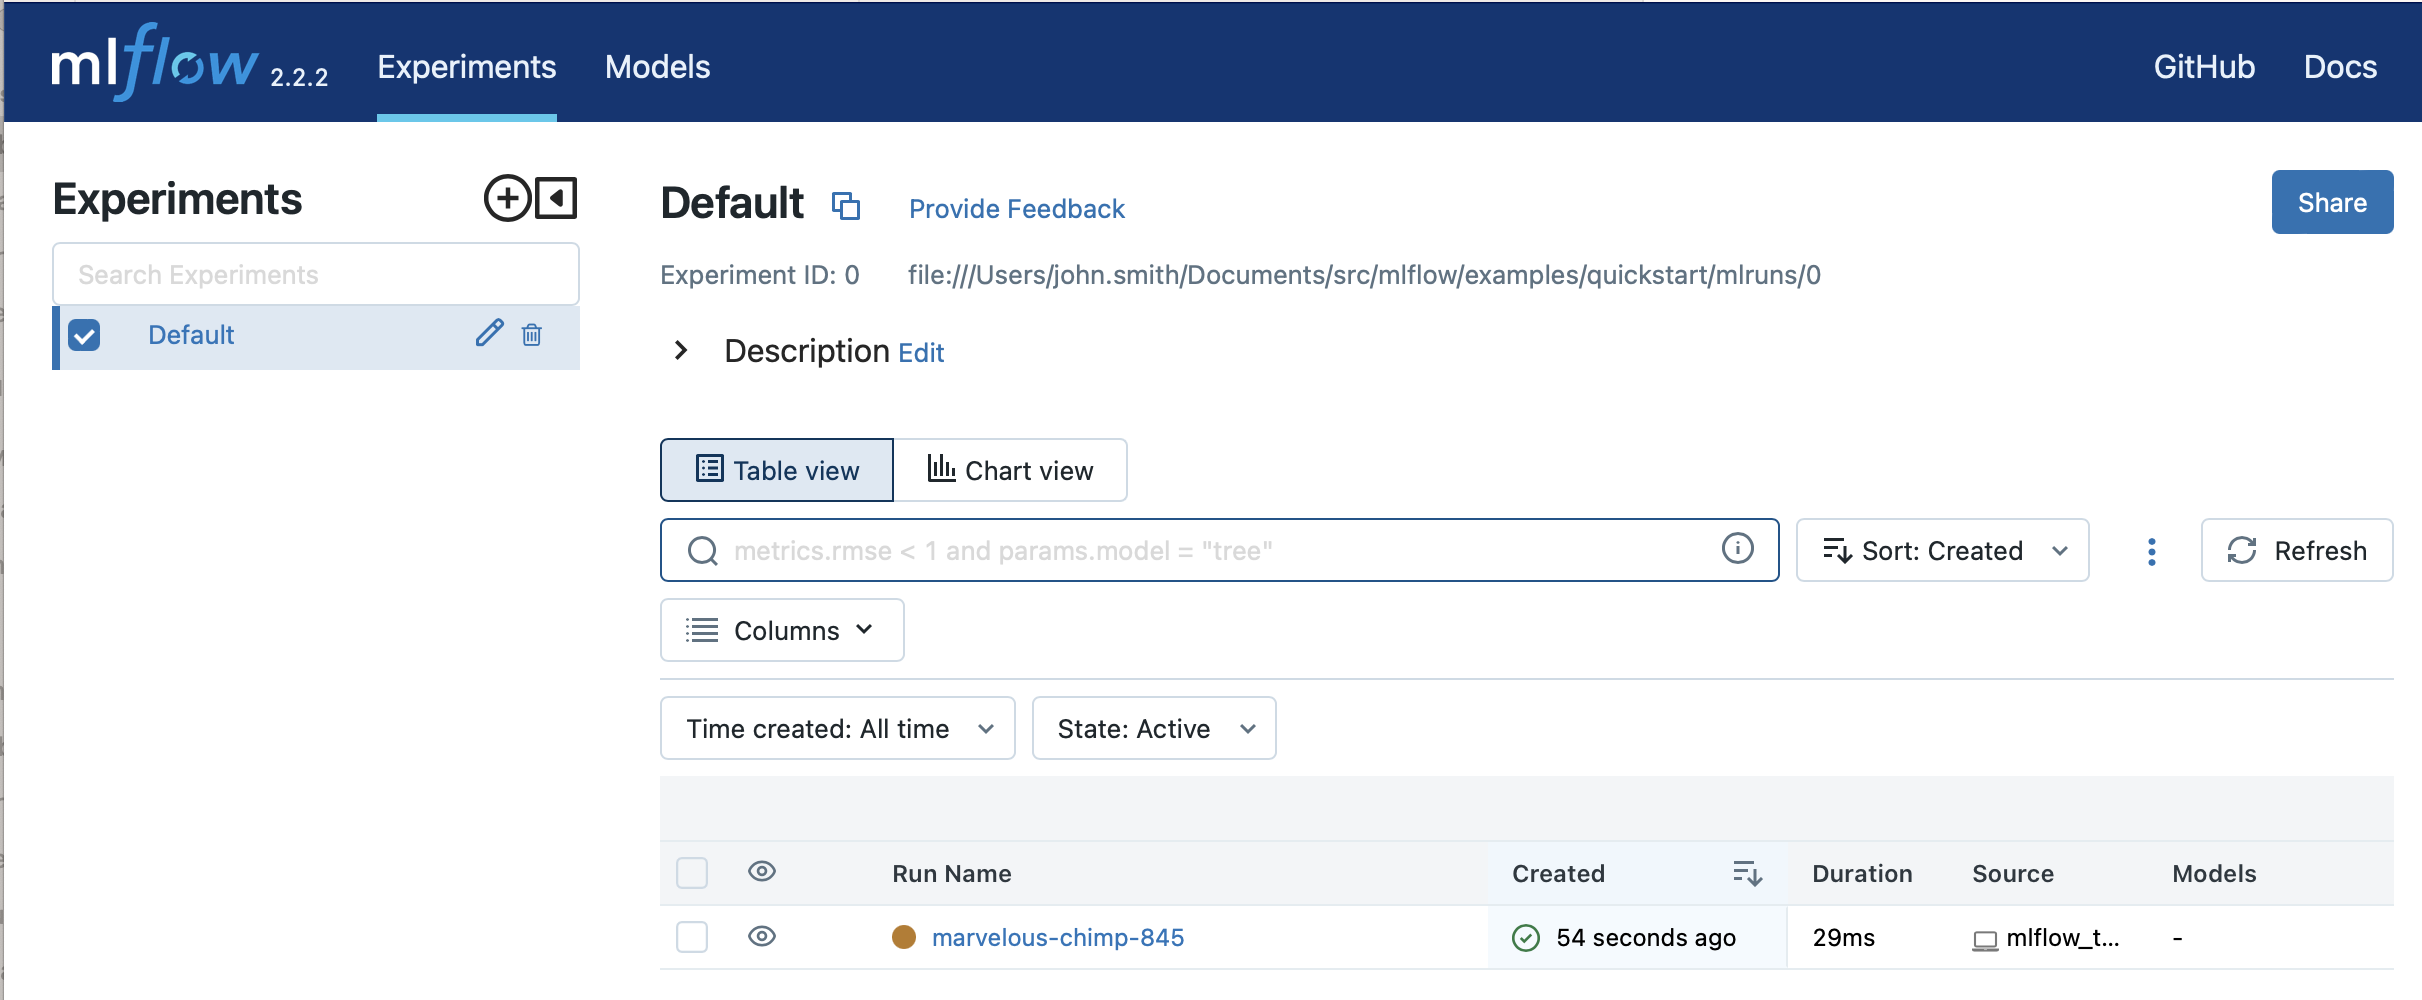 mlflow 2.2.2 Experiments Models GitHub Docs
Experiments
Search Experiments
Default
Default Provide Feedback Share
Experiment ID: 0 file:///Users/john.smith/Documents/src/mlflow/examples/quickstart/mlruns/0
Description Edit
Table view Chart view
metrics.rmse < 1 and params.model = "tree" Sort: Created Refresh
Columns
Time created: All time State: Active
Run Name Created Duration Source Models
marvelous-chimp-845 54 seconds ago 29ms mlflow_t... -